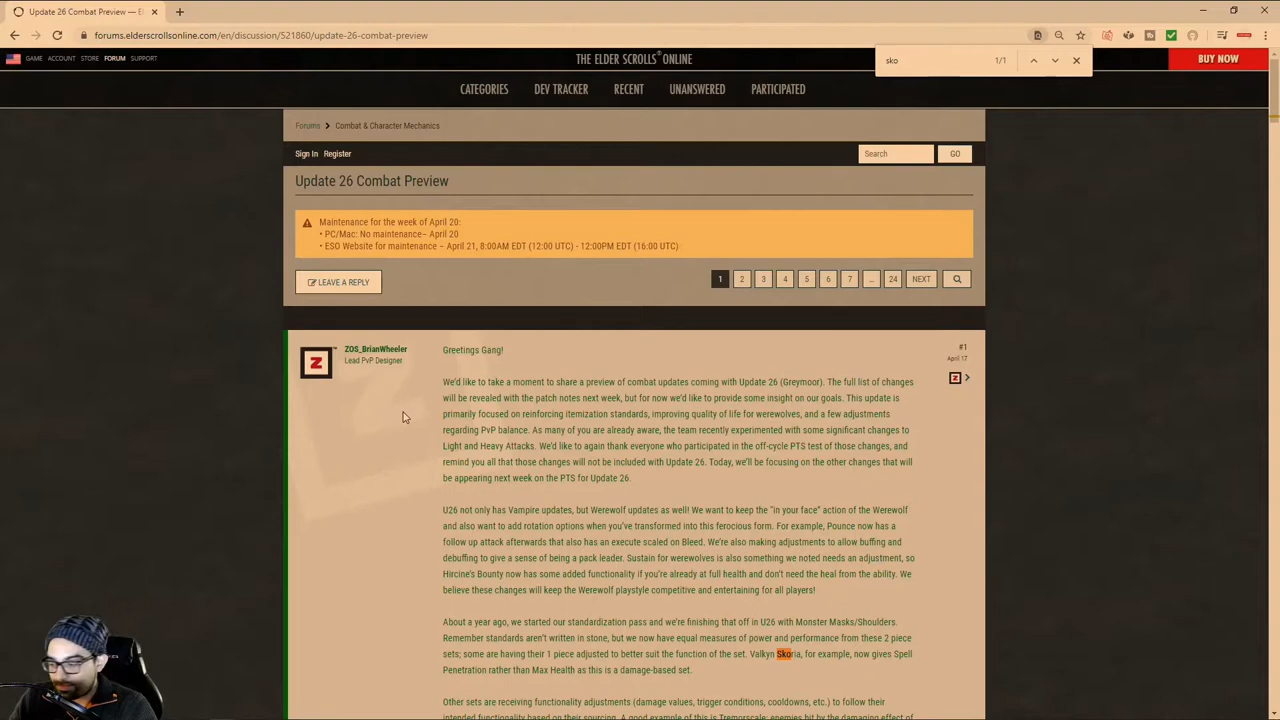 Update 26 Combat Preview —
forums.elderscrollsonline.com/en/discussion/521860/update-26-combat-preview
sko 1/1
GAME ACCOUNT STORE FORUM SUPPORT
THE ELDER SCROLLS ONLINE
BUY NOW
CATEGORIES DEV TRACKER RECENT UNANSWERED PARTICIPATED
Forums > Combat & Character Mechanics
Sign In Register
Search GO
Update 26 Combat Preview
Maintenance for the week of April 20:
• PC/Mac: No maintenance– April 20
• ESO Website for maintenance – April 21, 8:00AM EDT (12:00 UTC) - 12:00PM EDT (16:00 UTC)
LEAVE A REPLY
1 2 3 4 5 6 7 ... 24 NEXT
ZOS_BrianWheeler
Lead PvP Designer
#1
April 17
Greetings Gang!
We'd like to take a moment to share a preview of combat updates coming with Update 26 (Greymoor). The full list of changes
will be revealed with the patch notes next week, but for now we'd like to provide some insight on our goals. This update is
primarily focused on reinforcing itemization standards, improving quality of life for werewolves, and a few adjustments
regarding PvP balance. As many of you are already aware, the team recently experimented with some significant changes to
Light and Heavy Attacks. We'd like to again thank everyone who participated in the off-cycle PTS test of those changes, and
remind you all that those changes will not be included with Update 26. Today, we'll be focusing on the other changes that will
be appearing next week on the PTS for Update 26.
U26 not only has Vampire updates, but Werewolf updates as well! We want to keep the "in your face" action of the Werewolf
and also want to add rotation options when you've transformed into this ferocious form. For example, Pounce now has a
follow up attack afterwards that also has an execute scaled on Bleed. We're also making adjustments to allow buffing and
debuffing to give a sense of being a pack leader. Sustain for werewolves is also something we noted needs an adjustment, so
Hircine's Bounty now has some added functionality if you're already at full health and don't need the heal from the ability. We
believe these changes will keep the Werewolf playstyle competitive and entertaining for all players!
About a year ago, we started our standardization pass and we're finishing that off in U26 with Monster Masks/Shoulders.
Remember standards aren't written in stone, but we now have equal measures of power and performance from these 2 piece
sets; some are having their 1 piece adjusted to better suit the function of the set. Valkyn Skoria, for example, now gives Spell
Penetration rather than Max Health as this is a damage-based set.
Other sets are receiving functionality adjustments (damage values, trigger conditions, cooldowns, etc.) to follow their
intended functionality based on their sourcing. A good example of this is Tremorscale; enemies hit by the damaging effect of